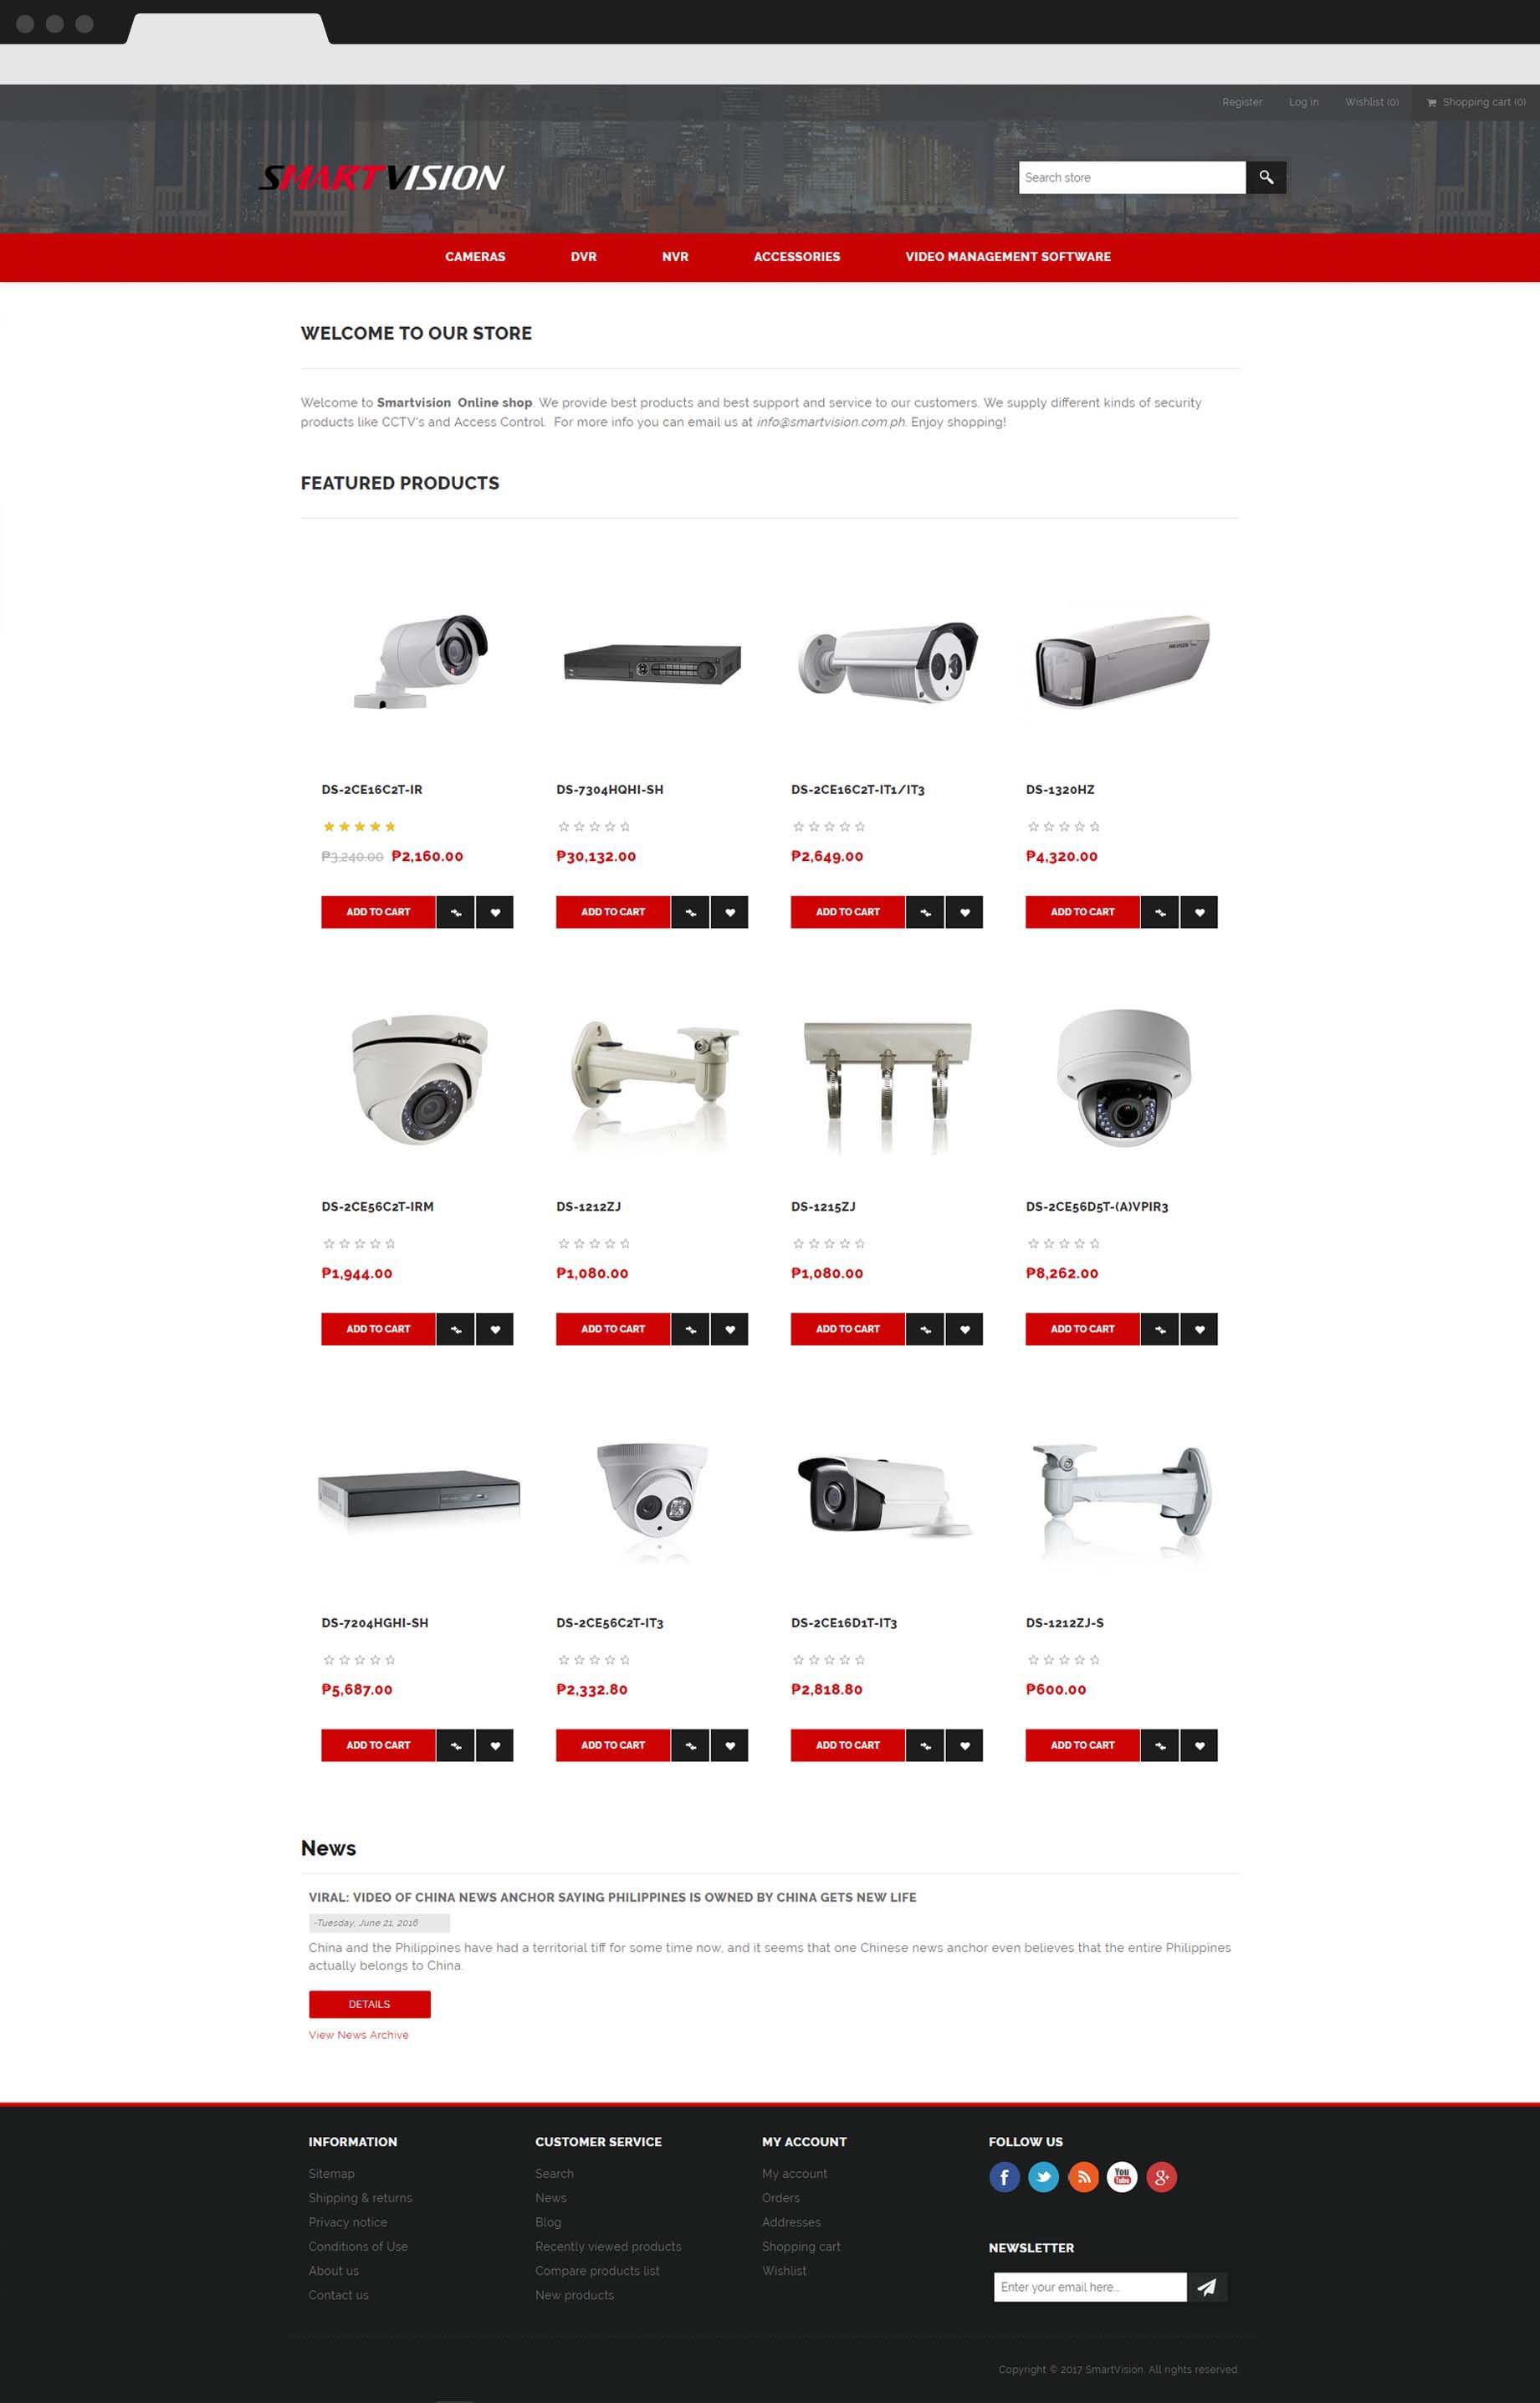 Register Log in Wishlist (0) Shopping cart (0)
SMARTVISION
Search store
CAMERAS DVR NVR ACCESSORIES VIDEO MANAGEMENT SOFTWARE
WELCOME TO OUR STORE
Welcome to Smartvision Online shop. We provide best products and best support and service to our customers. We supply different kinds of security
products like CCTV's and Access Control. For more info you can email us at info@smartvision.com.ph. Enjoy shopping!
FEATURED PRODUCTS
HIKVISION
DS-2CE16C2T-IR DS-7304HQHI-SH DS-2CE16C2T-IT1/IT3 DS-1320HZ
₱3,240.00 ₱2,160.00 ₱30,132.00 ₱2,649.00 ₱4,320.00
ADD TO CART ADD TO CART ADD TO CART ADD TO CART
DS-2CE56C2T-IRM DS-1212ZJ DS-1215ZJ DS-2CE56D5T-(A)VPIR3
₱1,944.00 ₱1,080.00 ₱1,080.00 ₱8,262.00
ADD TO CART ADD TO CART ADD TO CART ADD TO CART
DS-7204HGHI-SH DS-2CE56C2T-IT3 DS-2CE16D1T-IT3 DS-1212ZJ-S
₱5,687.00 ₱2,332.80 ₱2,818.80 ₱600.00
ADD TO CART ADD TO CART ADD TO CART ADD TO CART
News
VIRAL: VIDEO OF CHINA NEWS ANCHOR SAYING PHILIPPINES IS OWNED BY CHINA GETS NEW LIFE
-Tuesday, June 21, 2016
China and the Philippines have had a territorial tiff for some time now, and it seems that one Chinese news anchor even believes that the entire Philippines
actually belongs to China.
DETAILS
View News Archive
INFORMATION CUSTOMER SERVICE MY ACCOUNT FOLLOW US
Sitemap Search My account
Shipping & returns News Orders
You Tube
Privacy notice Blog Addresses
Conditions of Use Recently viewed products Shopping cart NEWSLETTER
About us Compare products list Wishlist
Contact us New products Enter your email here...
Copyright © 2017 SmartVision. All rights reserved.